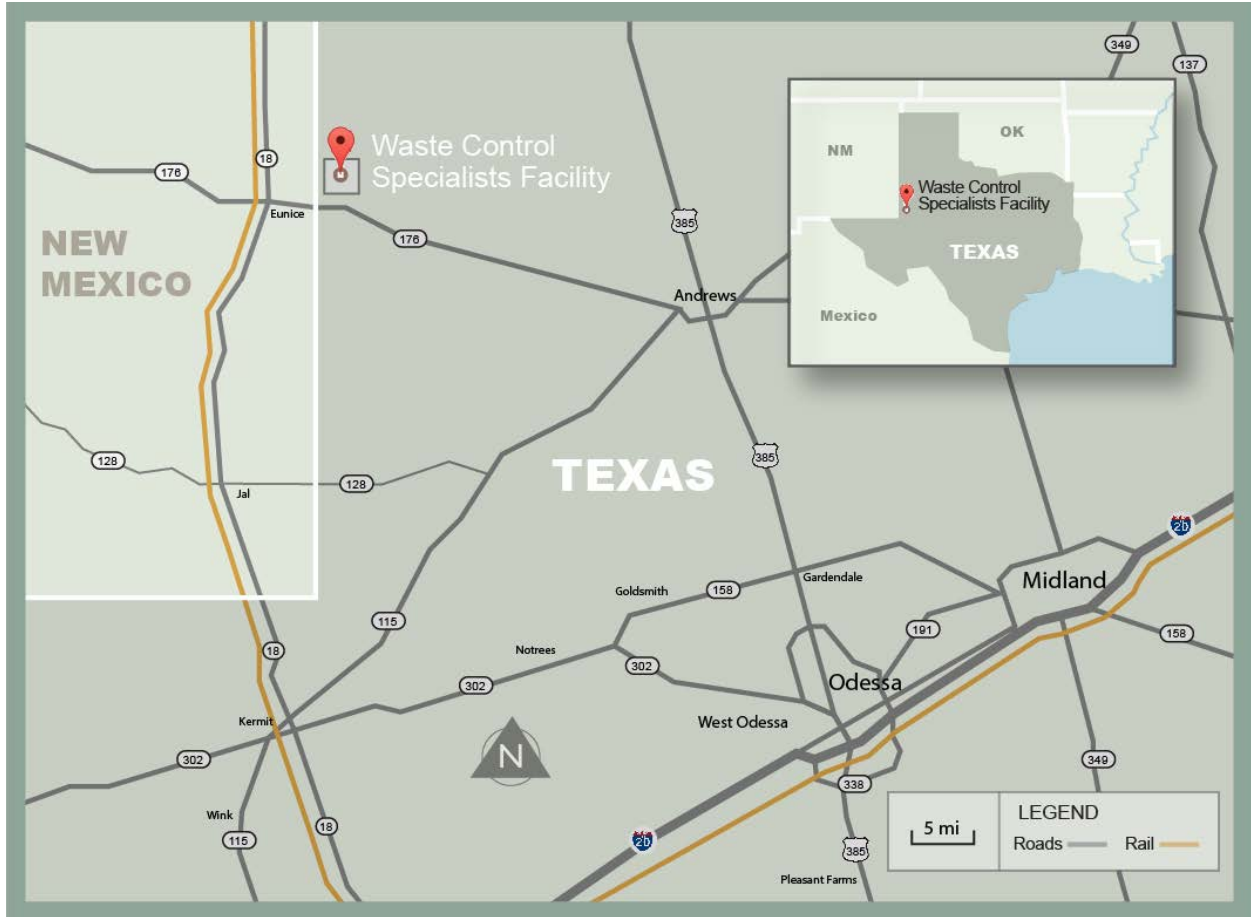 349
137
18
Waste Control
Specialists Facility
176
Eunice
NEW
MEXICO
176
385
Andrews
NM
OK
Waste Control
Specialists Facility
TEXAS
Mexico
385
TEXAS
128
Jal
128
20
Midland
Gardendale
Goldsmith
158
115
191
158
18
Notrees
302
302
Odessa
Kermit
West Odessa
N
302
349
338
Wink
115
18
20
385
Pleasant Farms
5 mi
LEGEND
Roads
Rail